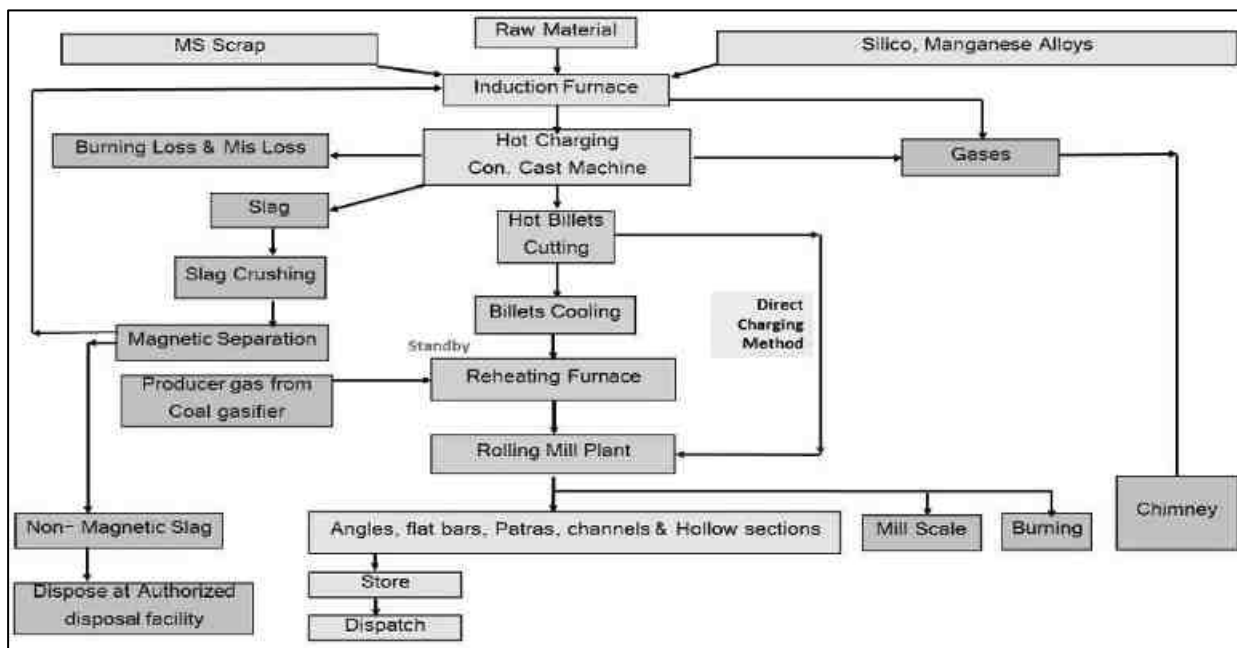 Raw Material
MS Scrap
Silico, Manganese Alloys
Induction Furnace
Hot Charging
Con. Cast Machine
Burning Loss & Mis Loss
Gases
Slag
Hot Billets
Cutting
Slag Crushing
Billets Cooling
Direct
Charging
Method
Magnetic Separation
Standby
Producer gas from
Coal gasifier
Reheating Furnace
Rolling Mill Plant
Non- Magnetic Slag
Angles, flat bars, Patras, channels & Hollow sections
Mill Scale
Burning
Chimney
Store
Dispose at Authorized
disposal facility
Dispatch